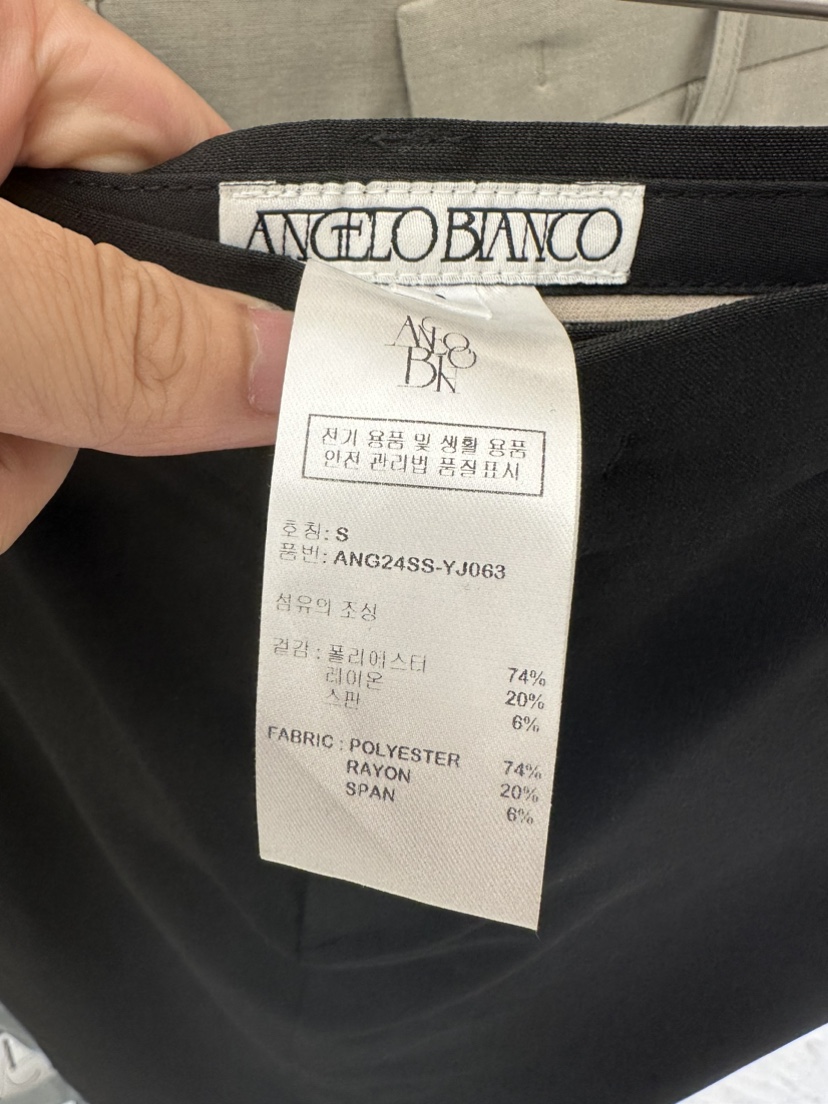 ANGELO BIANCO
전기 용품 및 생활 용품
안전 관리법 품질표시
호칭: S
품번: ANG24SS-YJ063
섬유의 조성
겉감 : 폴리에스터 74%
레이온 20%
스판 6%
FABRIC : POLYESTER 74%
RAYON 20%
SPAN 6%